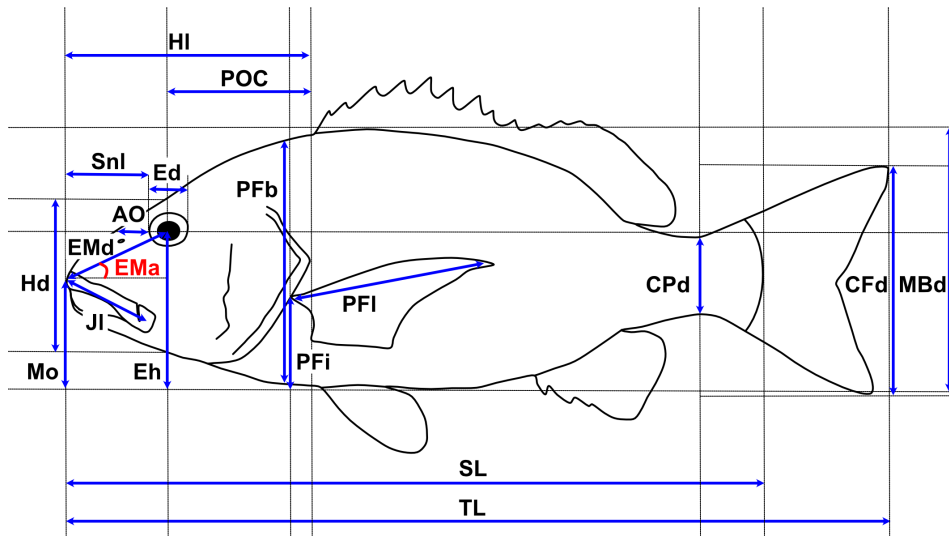 Hl
POC
Snl
Ed
PFb
AO
EMd
EMa
Hd
PFl
CPd
CFd
MBd
Jl
PFi
Mo
Eh
SL
TL